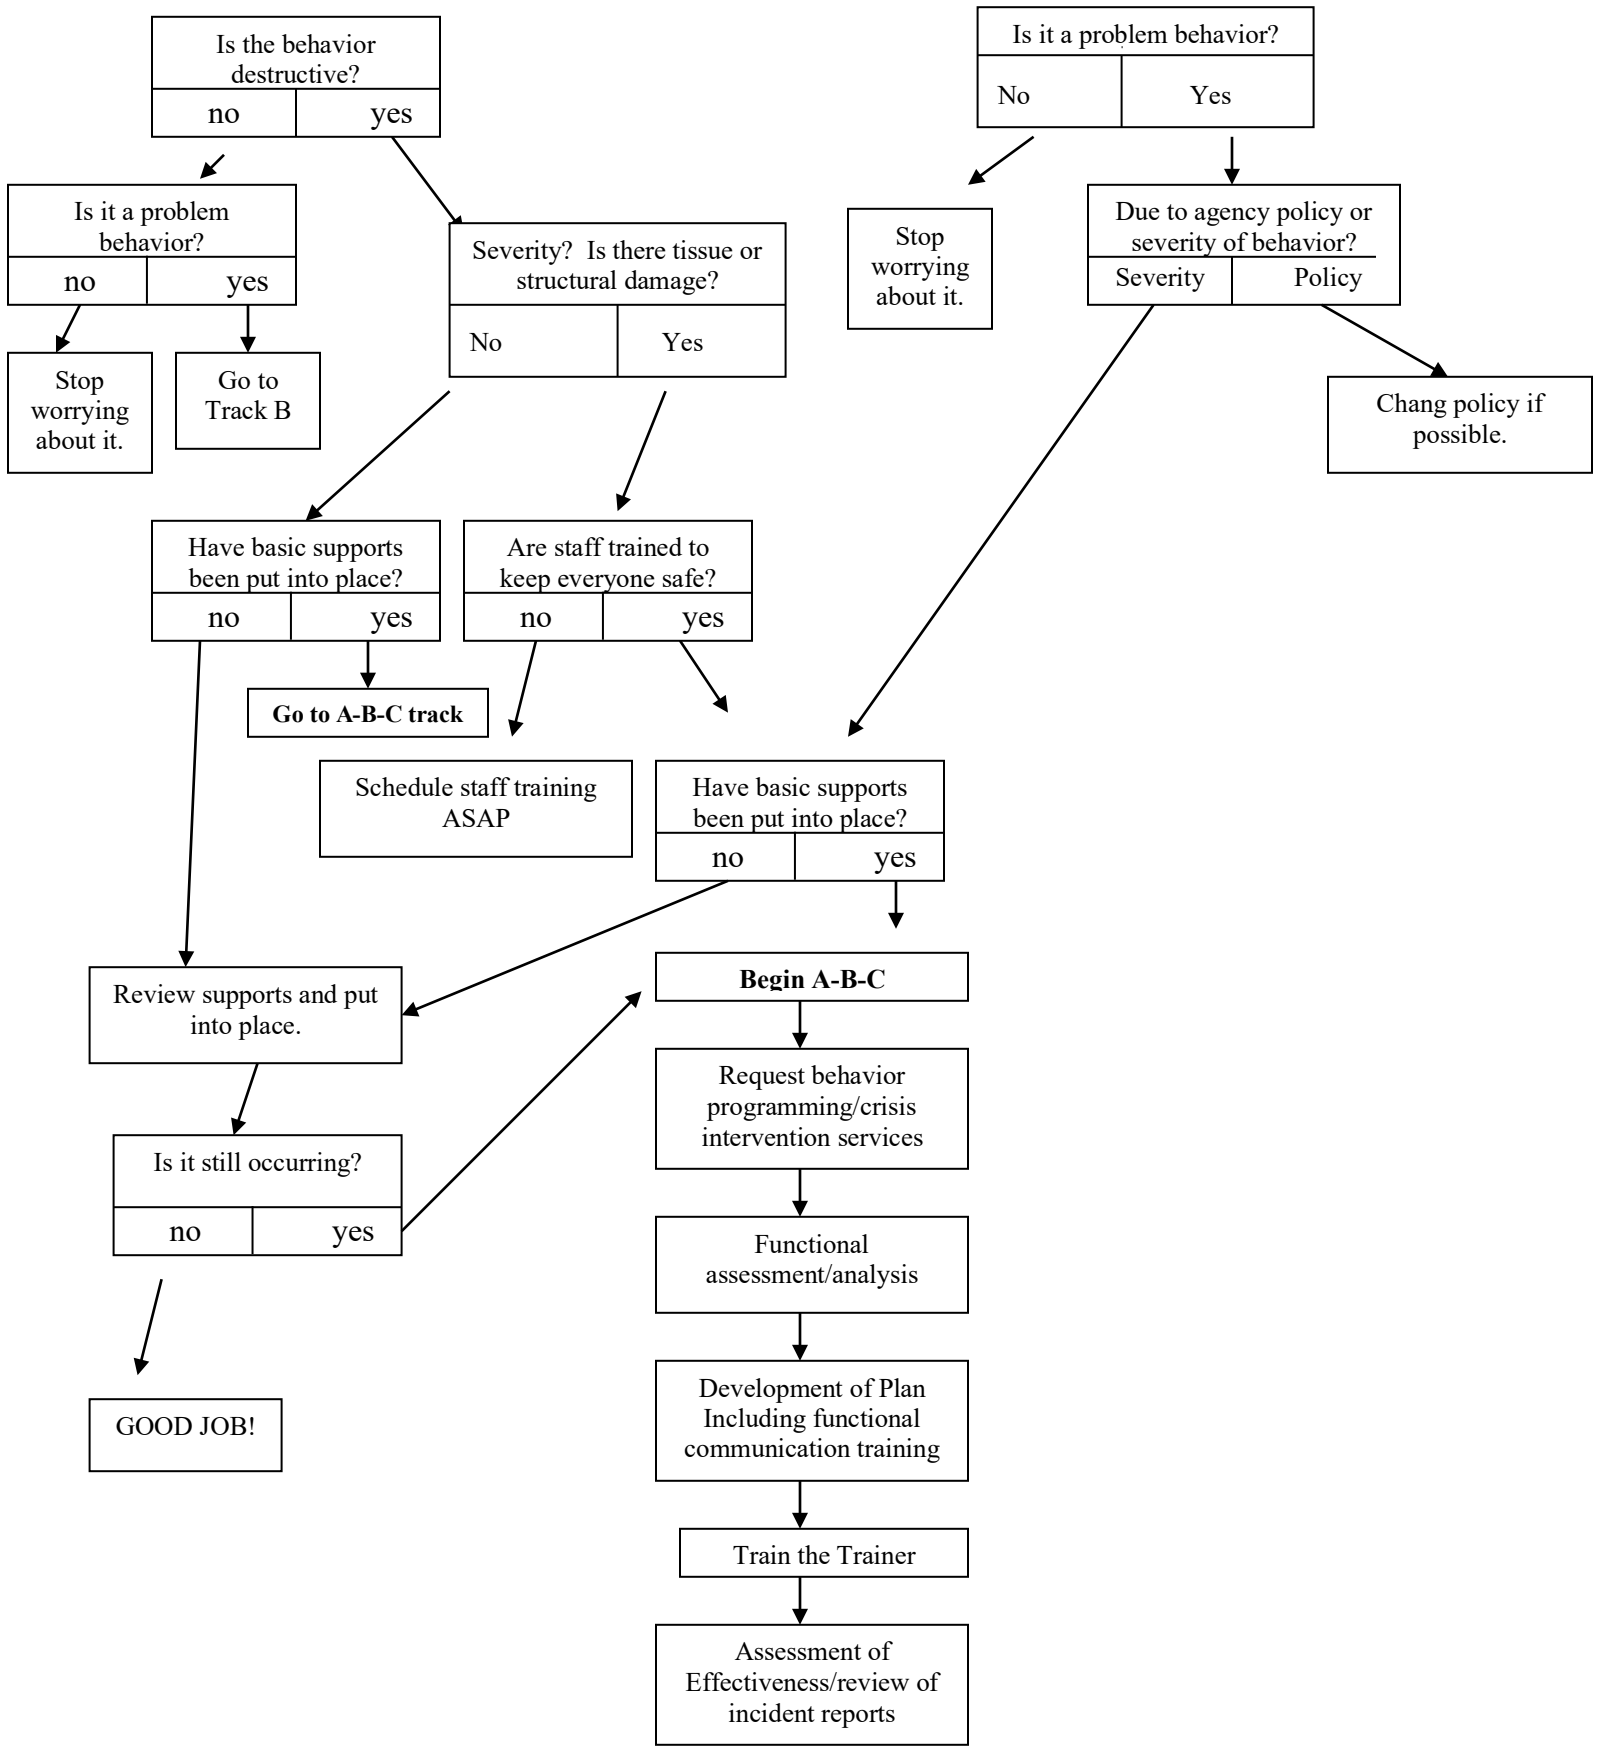 Is the behavior
destructive?
no
yes
Is it a problem behavior?
No
Yes
Is it a problem
behavior?
no
yes
Severity?  Is there tissue or
structural damage?
No
Yes
Stop
worrying
about it.
Due to agency policy or
severity of behavior?
Severity
Policy
Stop
worrying
about it.
Go to
Track B
Chang policy if
possible.
Have basic supports
been put into place?
no
yes
Are staff trained to
keep everyone safe?
no
yes
Go to A-B-C track
Schedule staff training
ASAP
Have basic supports
been put into place?
no
yes
Review supports and put
into place.
Begin A-B-C
Request behavior
programming/crisis
intervention services
Is it still occurring?
no
yes
Functional
assessment/analysis
GOOD JOB!
Development of Plan
Including functional
communication training
Train the Trainer
Assessment of
Effectiveness/review of
incident reports